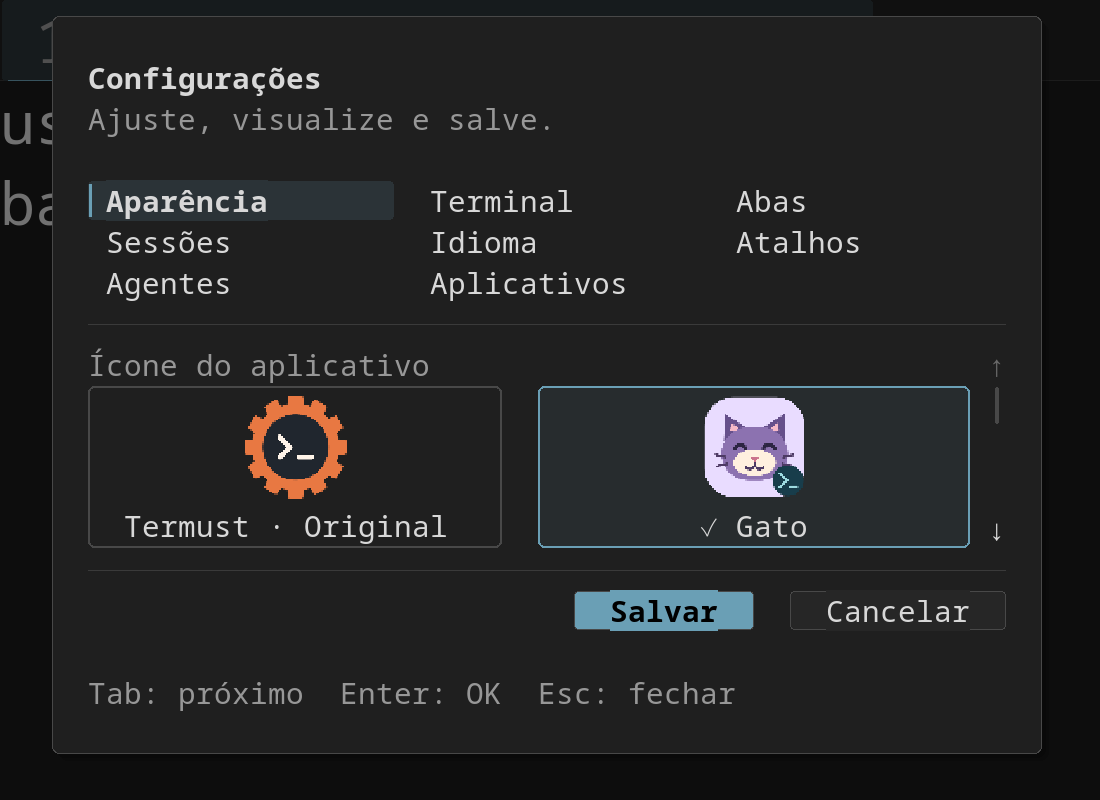 Configurações
Ajuste, visualize e salve.
Aparência Terminal Abas
Sessões Idioma Atalhos
Agentes Aplicativos
Ícone do aplicativo ↑
>_ >_
Termust · Original ✓ Gato ↓
Salvar Cancelar
Tab: próximo Enter: OK Esc: fechar